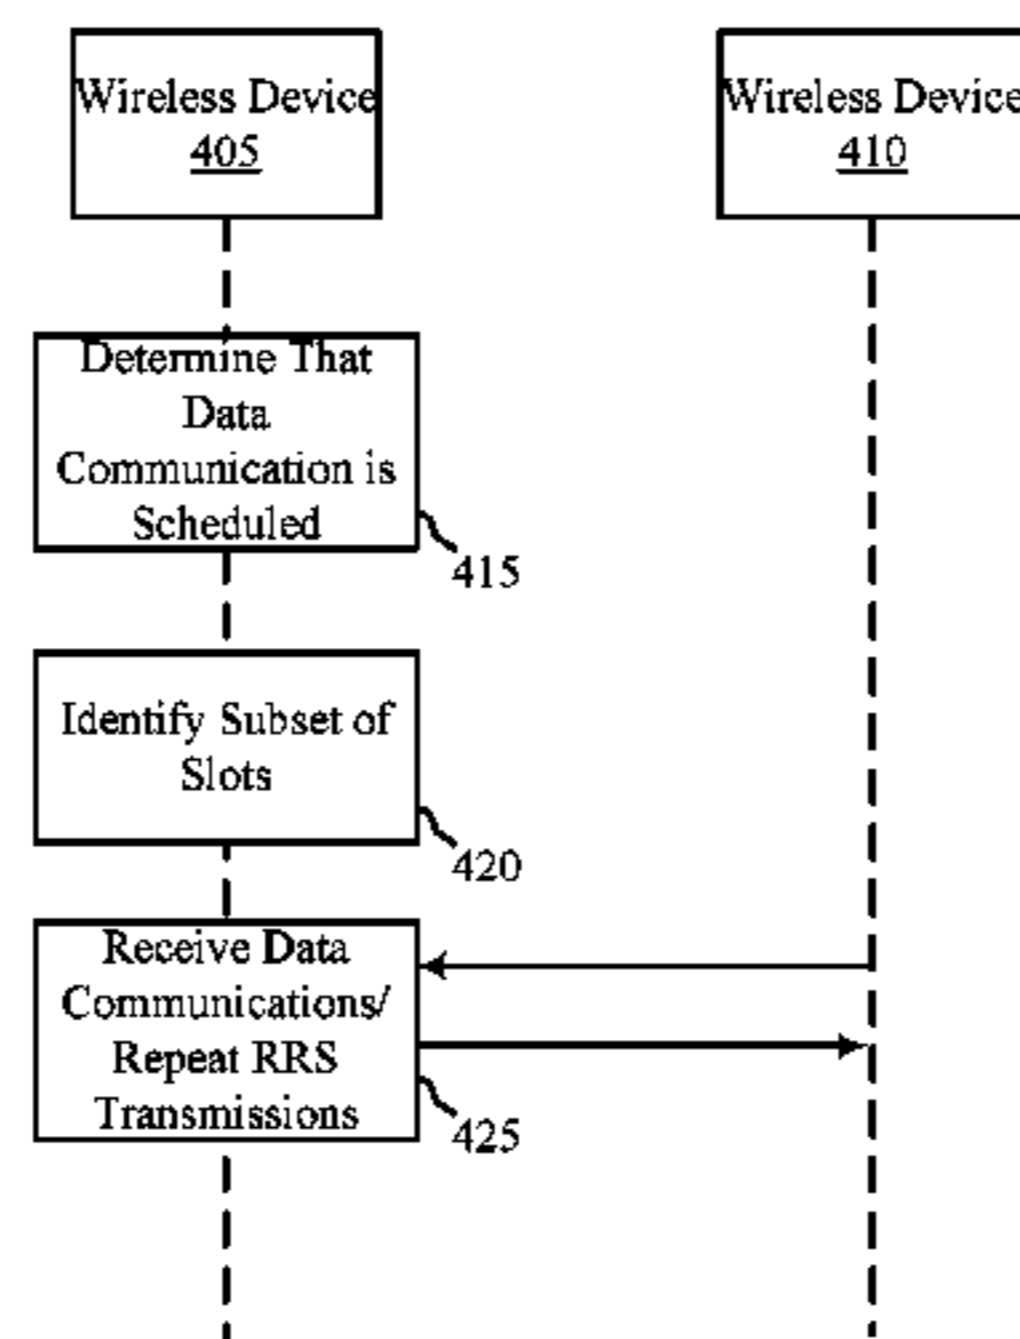 Wireless Device
405
Wireless Device
410
Determine That
Data
Communication is
Scheduled
415
Identify Subset of
Slots
420
Receive Data
Communications/
Repeat RRS
Transmissions
425